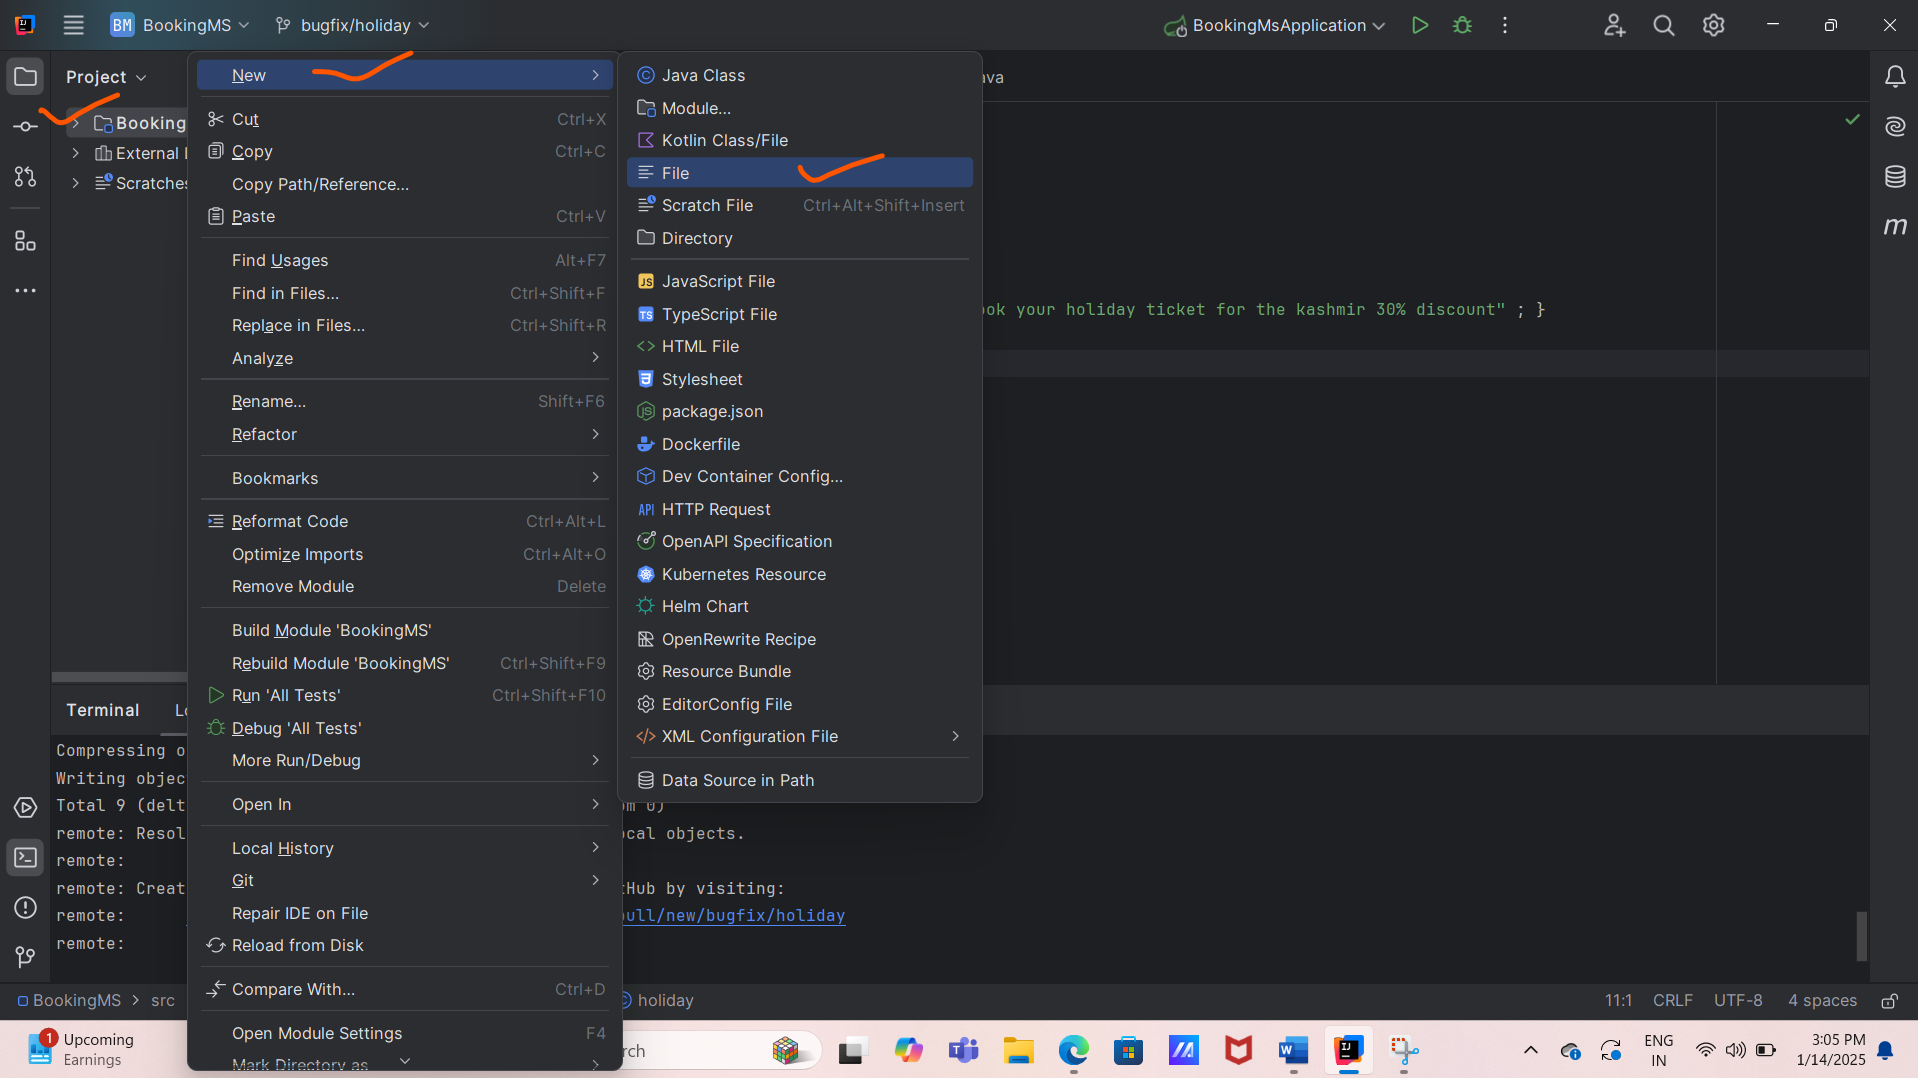 BM BookingMS bugfix/holiday BookingMsApplication
Project
Booking
External
Scratches
New
Cut Ctrl+X
Copy Ctrl+C
Copy Path/Reference...
Paste Ctrl+V
Find Usages Alt+F7
Find in Files... Ctrl+Shift+F
Replace in Files... Ctrl+Shift+R
Analyze
Rename... Shift+F6
Refactor
Bookmarks
Reformat Code Ctrl+Alt+L
Optimize Imports Ctrl+Alt+O
Remove Module Delete
Build Module 'BookingMS'
Rebuild Module 'BookingMS' Ctrl+Shift+F9
Run 'All Tests' Ctrl+Shift+F10
Debug 'All Tests'
More Run/Debug
Open In
Local History
Git
Repair IDE on File
Reload from Disk
Compare With... Ctrl+D
Open Module Settings F4
Mark Directory as
Java Class
Module...
Kotlin Class/File
File
Scratch File Ctrl+Alt+Shift+Insert
Directory
JavaScript File
TypeScript File
HTML File
Stylesheet
package.json
Dockerfile
Dev Container Config...
API HTTP Request
OpenAPI Specification
Kubernetes Resource
Helm Chart
OpenRewrite Recipe
Resource Bundle
EditorConfig File
XML Configuration File
Data Source in Path
ava
ok your holiday ticket for the kashmir 30% discount" ; }
Terminal Lo
Compressing o
Writing objec
Total 9 (delt om 0)
remote: Resol ocal objects.
remote:
remote: Creat tHub by visiting:
remote: pull/new/bugfix/holiday
remote:
BookingMS > src holiday 11:1 CRLF UTF-8 4 spaces
1 Upcoming
Earnings
rch
ENG
IN
3:05 PM
1/14/2025